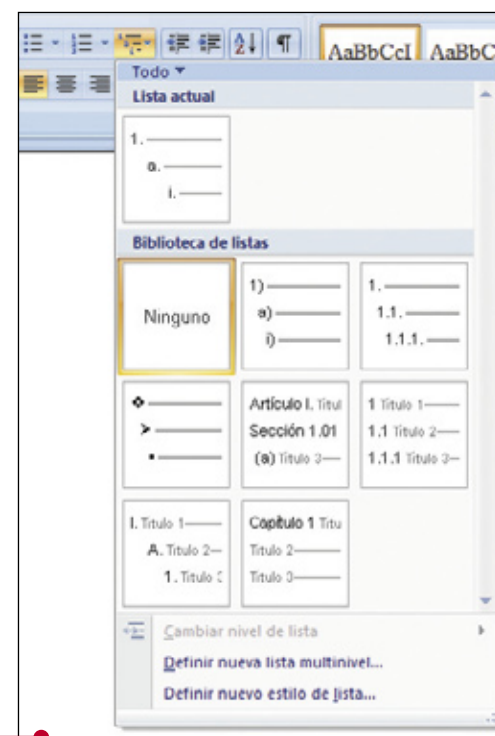 AaBbCcI AaBbC
Todo
Lista actual
1.
a.
i.
Biblioteca de listas
Ninguno
1)
a)
i)
1.
1.1.
1.1.1.
Artículo I. Títul
Sección 1.01
(a) Título 3
1 Título 1
1.1 Título 2
1.1.1 Título 3
I. Título 1
A. Título 2
1. Título
Capítulo 1 Títu
Título 2
Título 3
Cambiar nivel de lista
Definir nueva lista multinivel...
Definir nuevo estilo de lista...